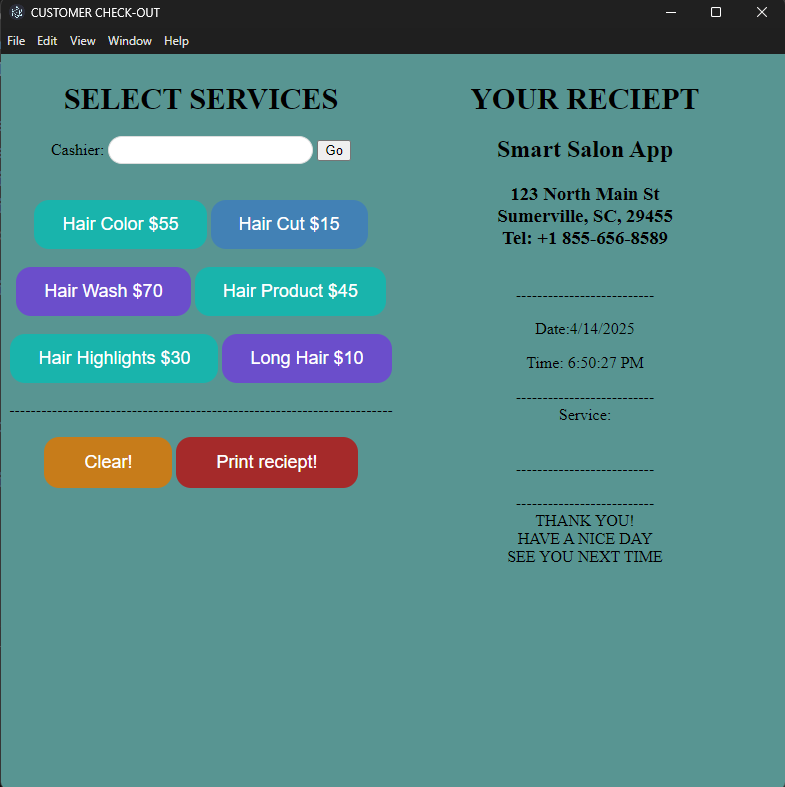 CUSTOMER CHECK-OUT
File Edit View Window Help
SELECT SERVICES
Cashier: Go
Hair Color $55 Hair Cut $15
Hair Wash $70 Hair Product $45
Hair Highlights $30 Long Hair $10
--------------------------------------------------------------------------
Clear! Print reciept!
YOUR RECIEPT
Smart Salon App
123 North Main St
Sumerville, SC, 29455
Tel: +1 855-656-8589
--------------------------
Date:4/14/2025
Time: 6:50:27 PM
--------------------------
Service:
--------------------------
--------------------------
THANK YOU!
HAVE A NICE DAY
SEE YOU NEXT TIME